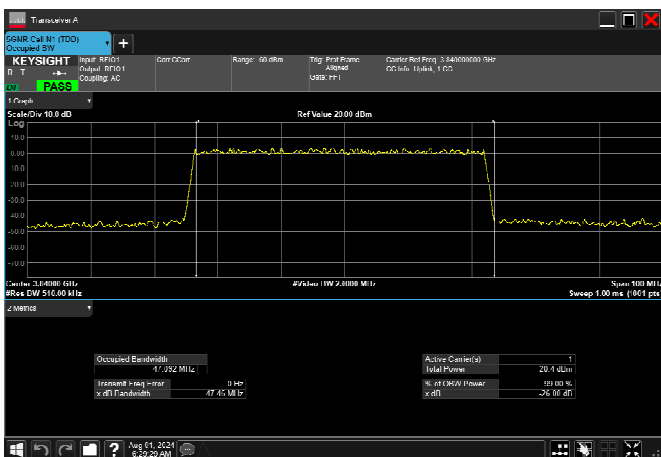 Transceiver A
5GNR Cell N1 (TDD)
Occupied BW
KEYSIGHT
R T
PASS
Input: RFIO1
Output: RFIO1
Coupling: AC
Corr CCorr
Range: 60 dBm
Trig: Prot Frame
Aligned
Gate: FFT
Carrier Ref Freq: 3.840000000 GHz
CC Info: Uplink, 1 CC
1 Graph
Scale/Div 10.0 dB
Ref Value 20.00 dBm
Log
10.0
0.00
-10.0
-20.0
-30.0
-40.0
-50.0
-60.0
-70.0
Center 3.84000 GHz
#Video BW 2.0000 MHz
Span 100 MHz
#Res BW 510.00 kHz
Sweep 1.00 ms (1001 pts)
2 Metrics
Occupied Bandwidth
47.092 MHz
Transmit Freq Error 0 Hz
x dB Bandwidth 47.46 MHz
Active Carrier(s) 1
Total Power 20.4 dBm
% of OBW Power 99.00 %
x dB -26.00 dB
?
Aug 01, 2024
6:29:29 AM